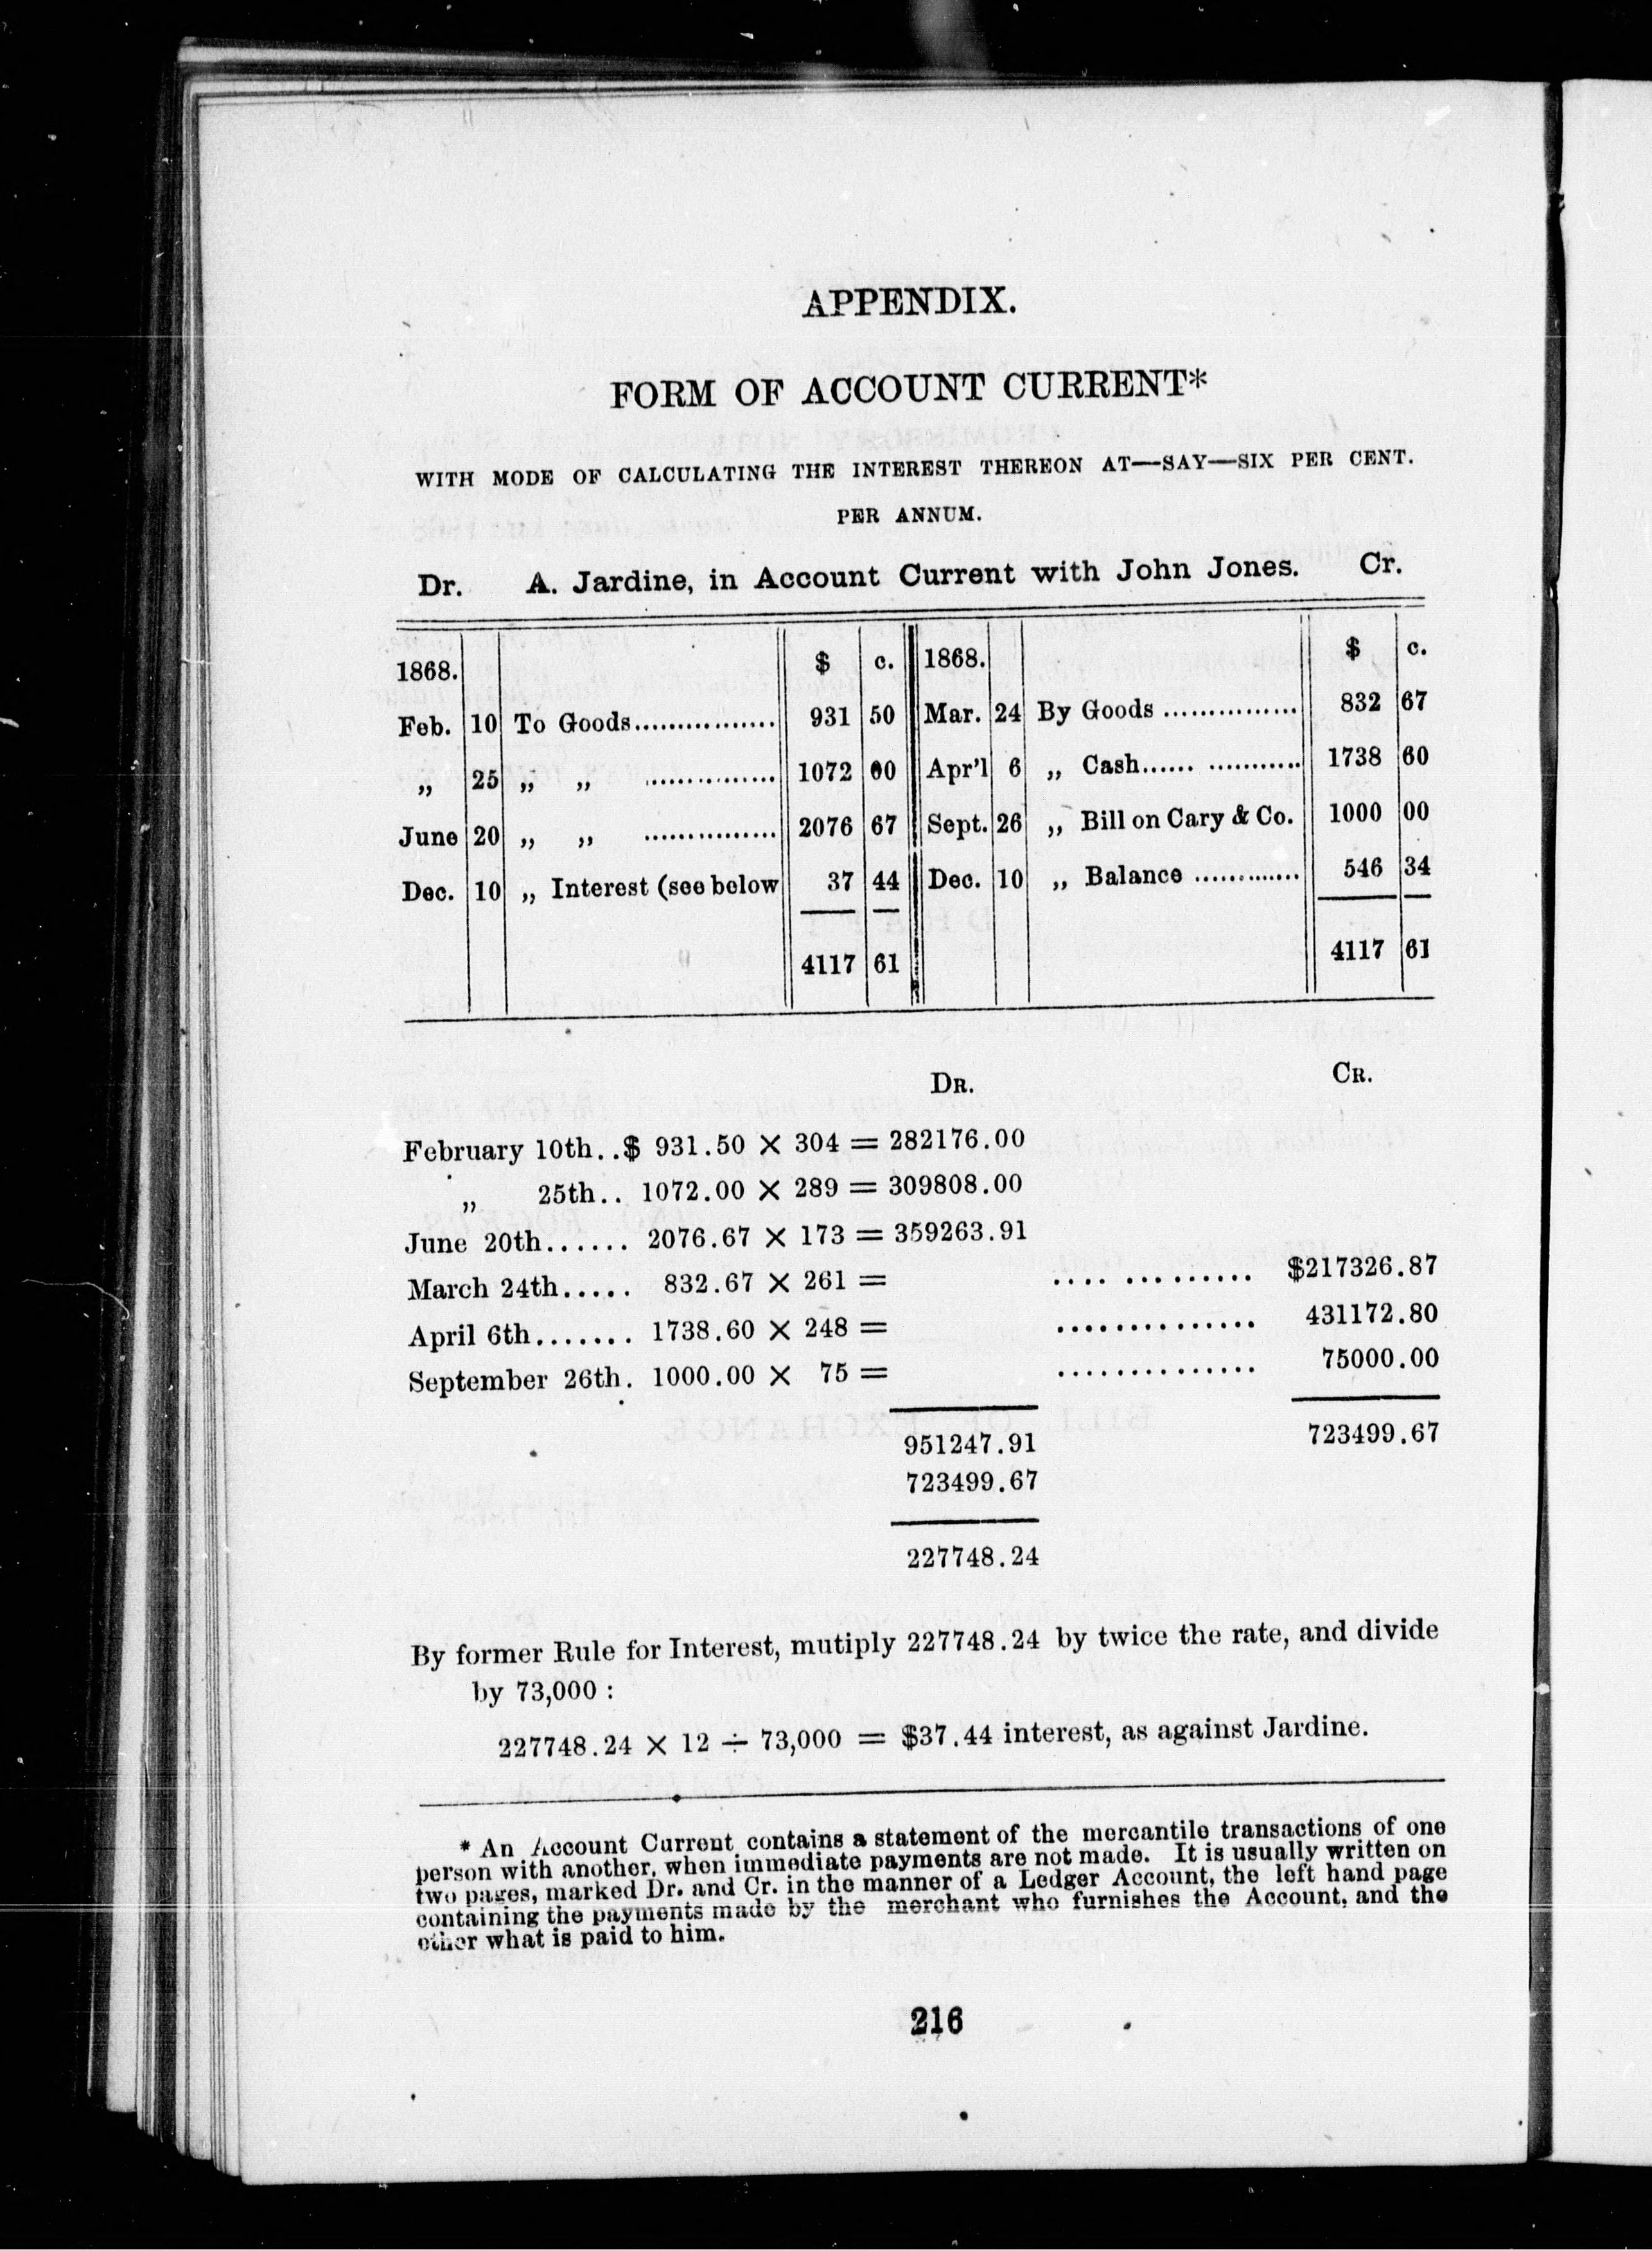 APPENDIX.
FORM OF ACCOUNT CURRENT*
WITH MODE OF CALCULATING THE INTEREST THEREON AT—SAY—SIX PER CENT.
PER ANNUM.
Dr. A. Jardine, in Account Current with John Jones. Cr.
1868. $ c. 1868. $ c.
Feb. 10 To Goods................ 931 50 Mar. 24 By Goods ............... 832 67
„ 25 „ „ ............... 1072 00 Apr'l 6 „ Cash...... ........... 1738 60
June 20 „ „ ............... 2076 67 Sept. 26 „ Bill on Cary & Co. 1000 00
Dec. 10 „ Interest (see below 37 44 Dec. 10 „ Balance ............ 546 34
4117 61 4117 61
DR. CR.
February 10th..$ 931.50 × 304 = 282176.00
„ 25th.. 1072.00 × 289 = 309808.00
June 20th...... 2076.67 × 173 = 359263.91
March 24th..... 832.67 × 261 = .... ......... $217326.87
April 6th....... 1738.60 × 248 = .............. 431172.80
September 26th. 1000.00 × 75 = .............. 75000.00
951247.91 723499.67
723499.67
227748.24
By former Rule for Interest, mutiply 227748.24 by twice the rate, and divide
by 73,000 :
227748.24 × 12 ÷ 73,000 = $37.44 interest, as against Jardine.
* An Account Current contains a statement of the mercantile transactions of one
person with another, when immediate payments are not made. It is usually written on
two pages, marked Dr. and Cr. in the manner of a Ledger Account, the left hand page
containing the payments made by the merchant who furnishes the Account, and the
other what is paid to him.
216